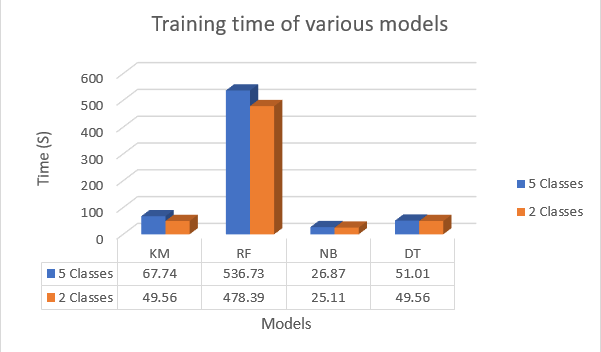 Training time of various models
600
500
400
300
200
100
0
Time (S)
KM RF NB DT
5 Classes 67.74 536.73 26.87 51.01
2 Classes 49.56 478.39 25.11 49.56
Models
5 Classes
2 Classes